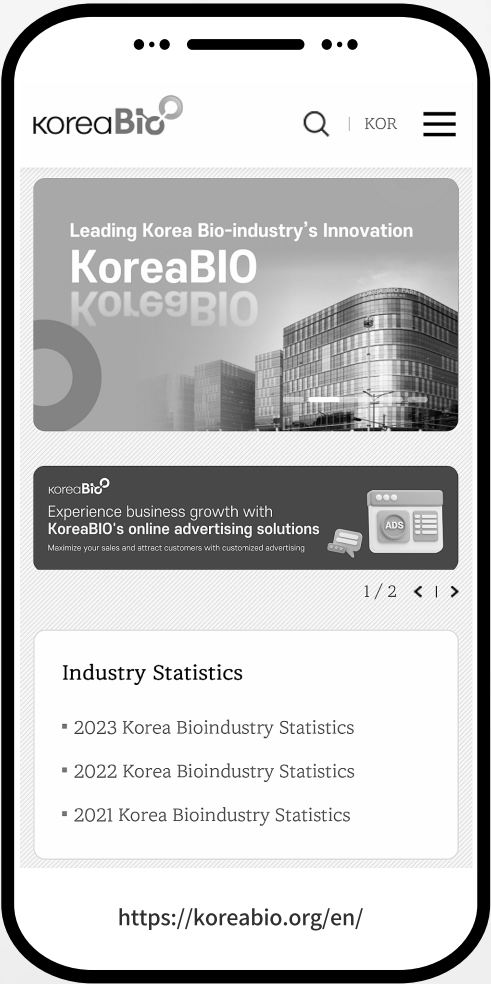 koreaBio
KOR
Leading Korea Bio-industry's Innovation
KoreaBIO
koreaBio
Experience business growth with
KoreaBIO's online advertising solutions
Maximize your sales and attract customers with customized advertising
ADS
1 / 2
Industry Statistics
2023 Korea Bioindustry Statistics
2022 Korea Bioindustry Statistics
2021 Korea Bioindustry Statistics
https://koreabio.org/en/